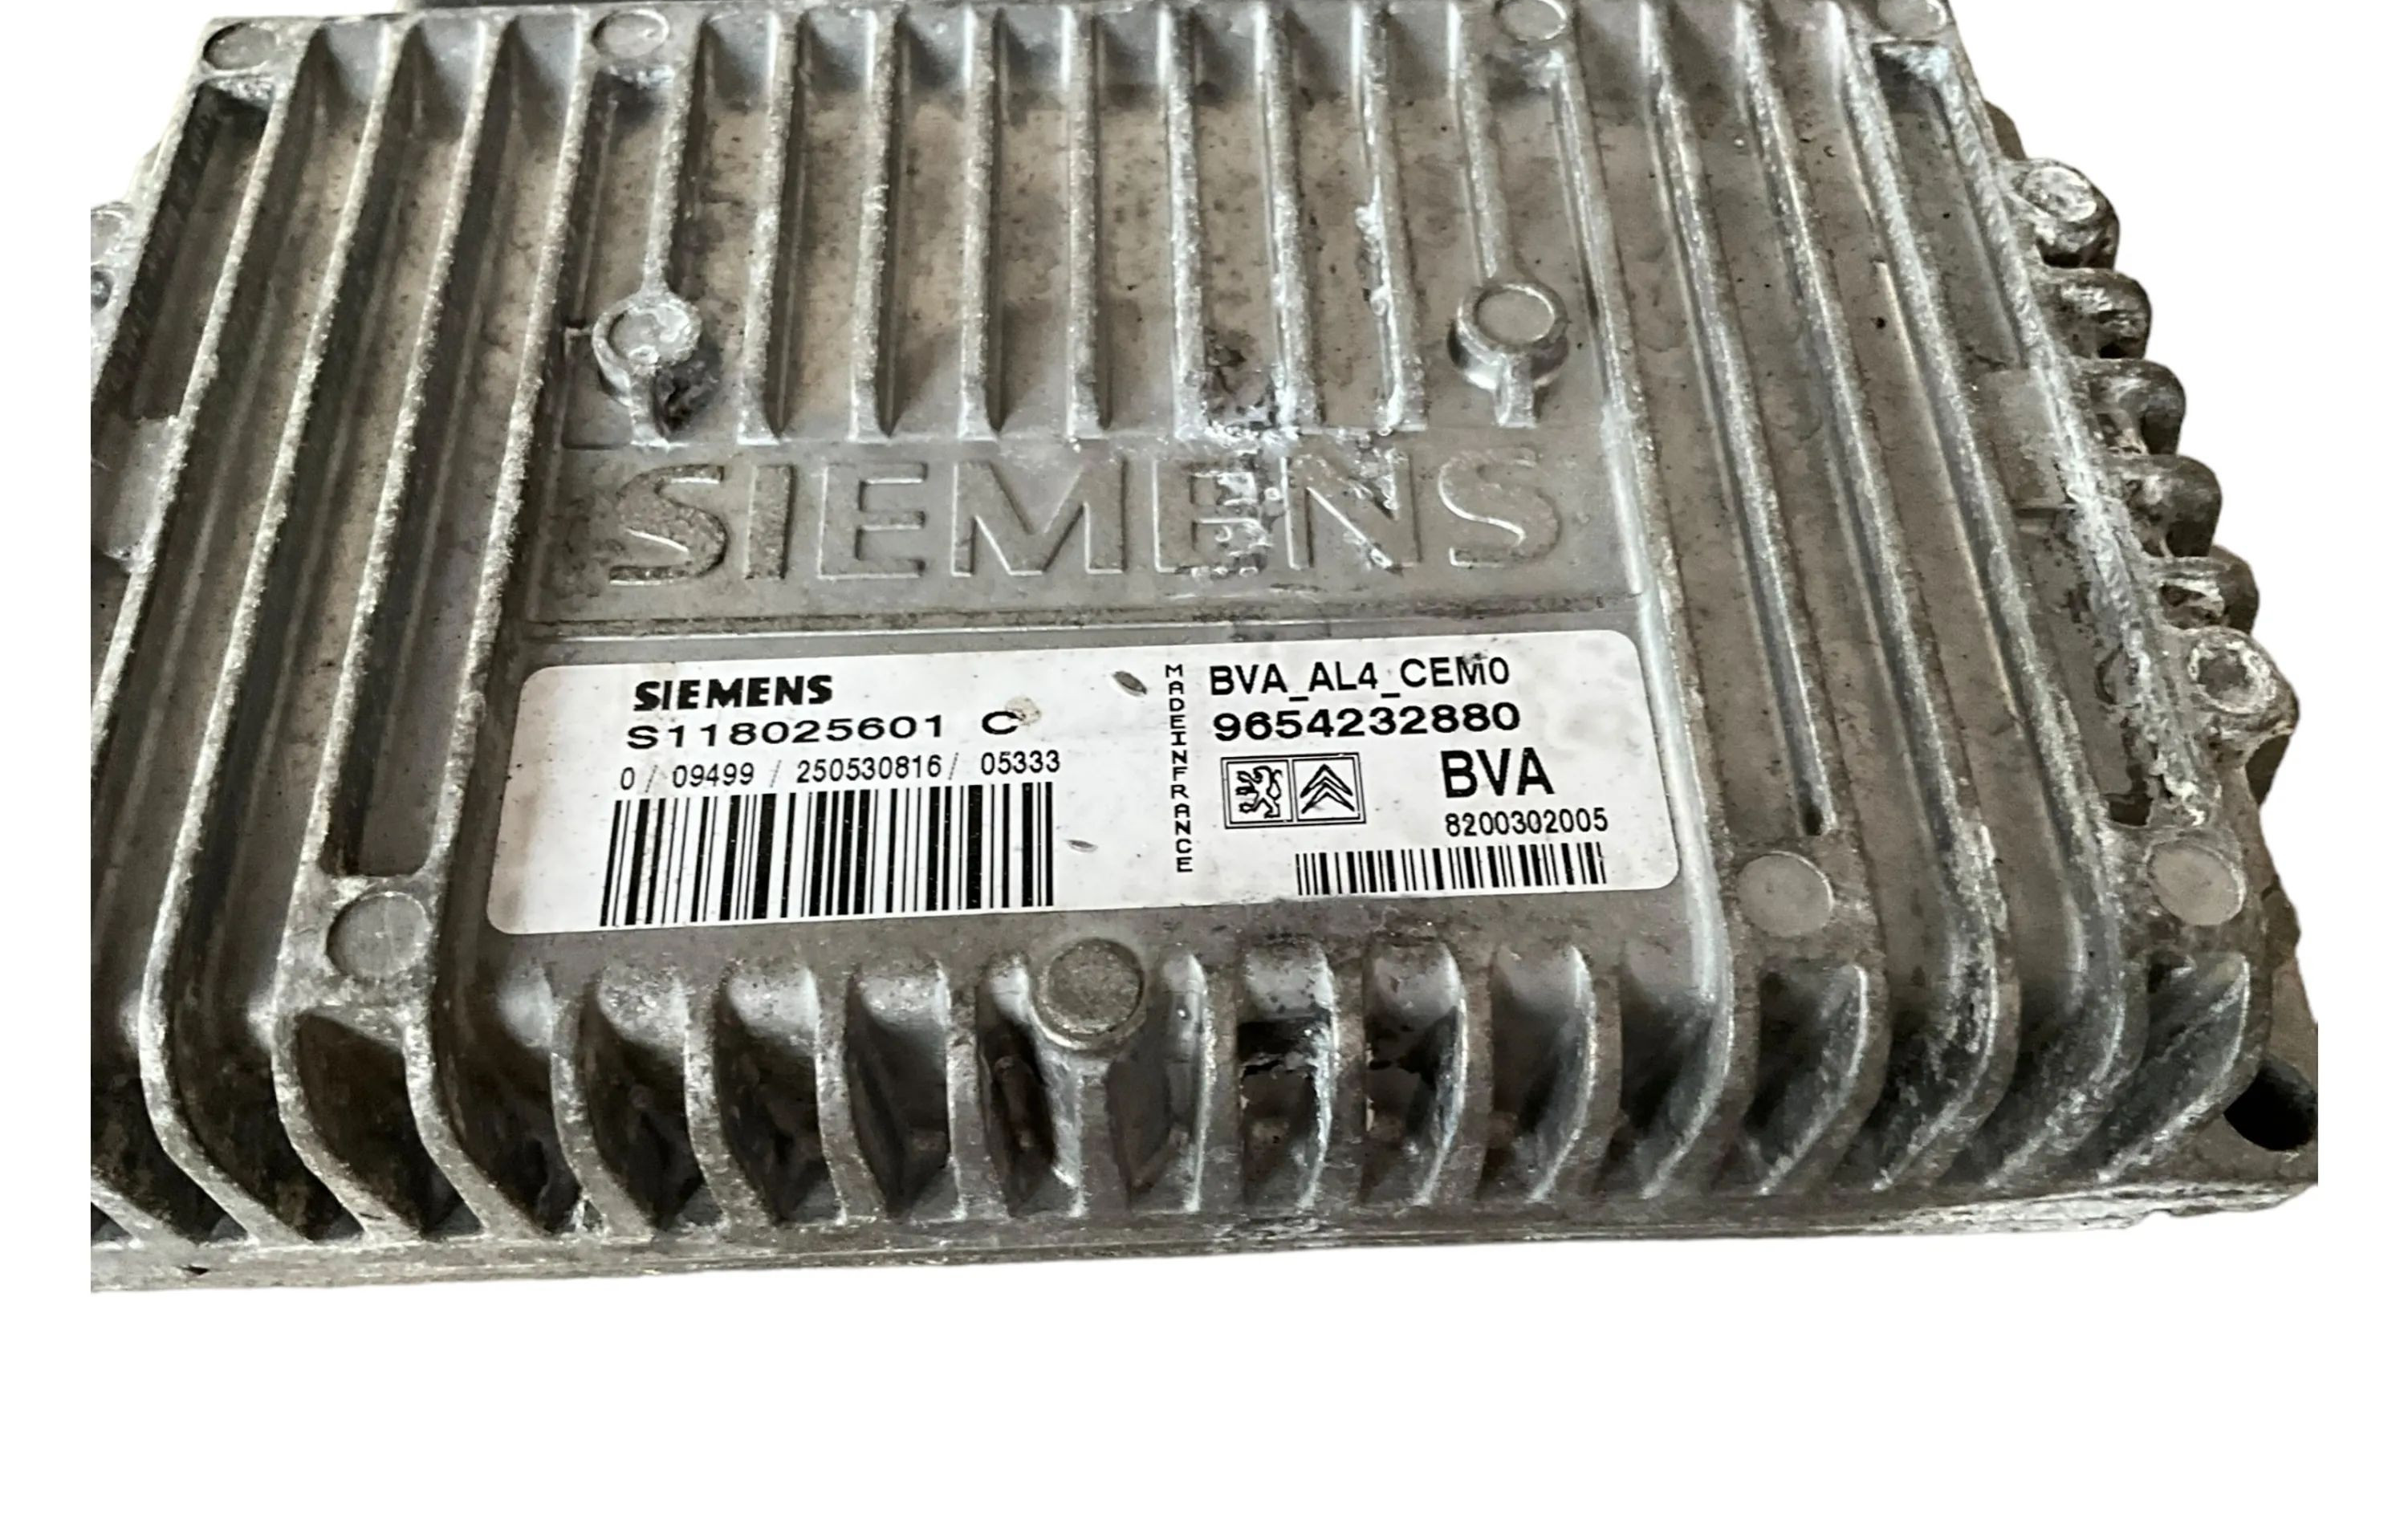 SIEMENS
SIEMENS
S118025601 C
0 / 09499 / 250530816 / 05333
MADEINFRANCE
BVA_AL4_CEM0
9654232880
BVA
8200302005